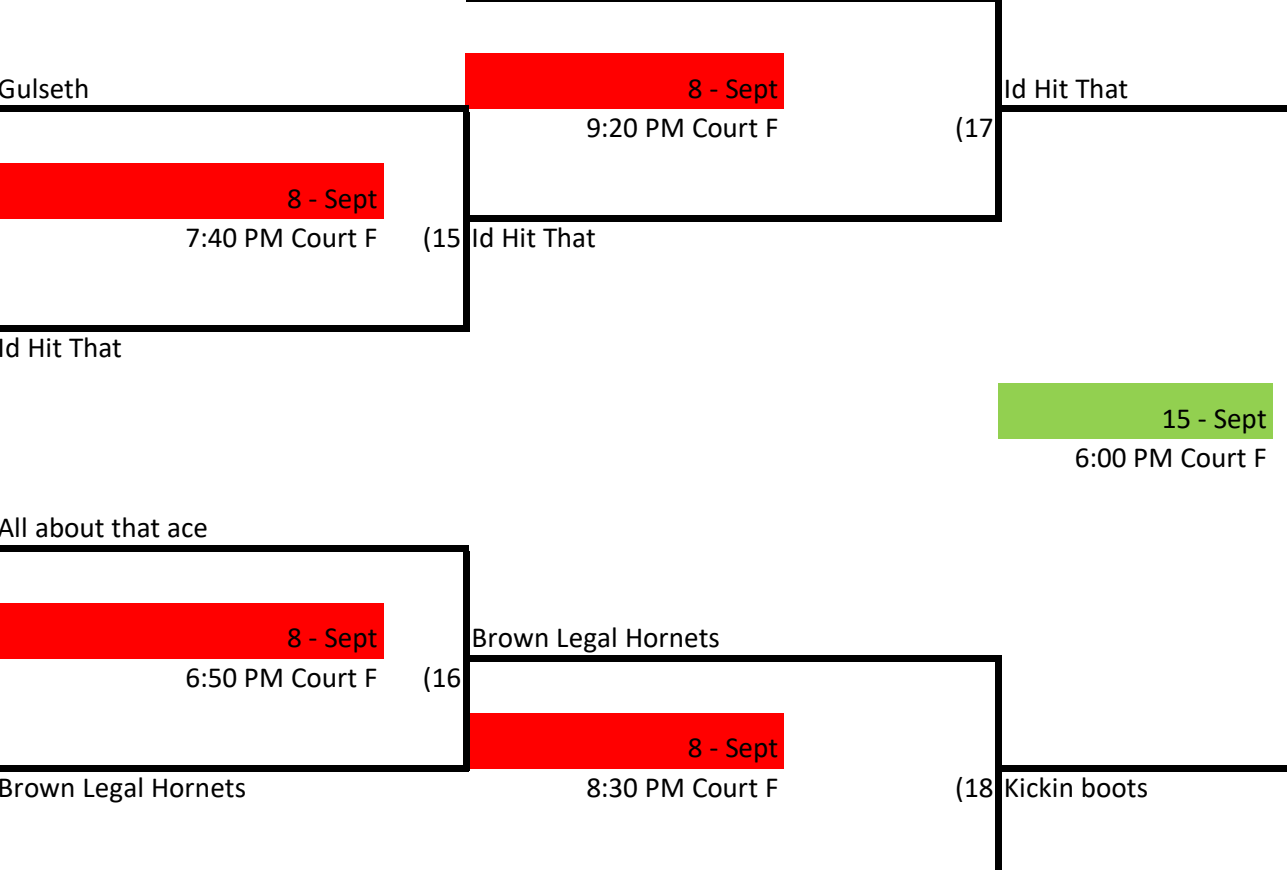 Gulseth
8 - Sept
Id Hit That
9:20 PM Court F
(17
8 - Sept
7:40 PM Court F
(15
Id Hit That
Id Hit That
15 - Sept
6:00 PM Court F
All about that ace
8 - Sept
Brown Legal Hornets
6:50 PM Court F
(16
8 - Sept
Brown Legal Hornets
8:30 PM Court F
(18
Kickin boots